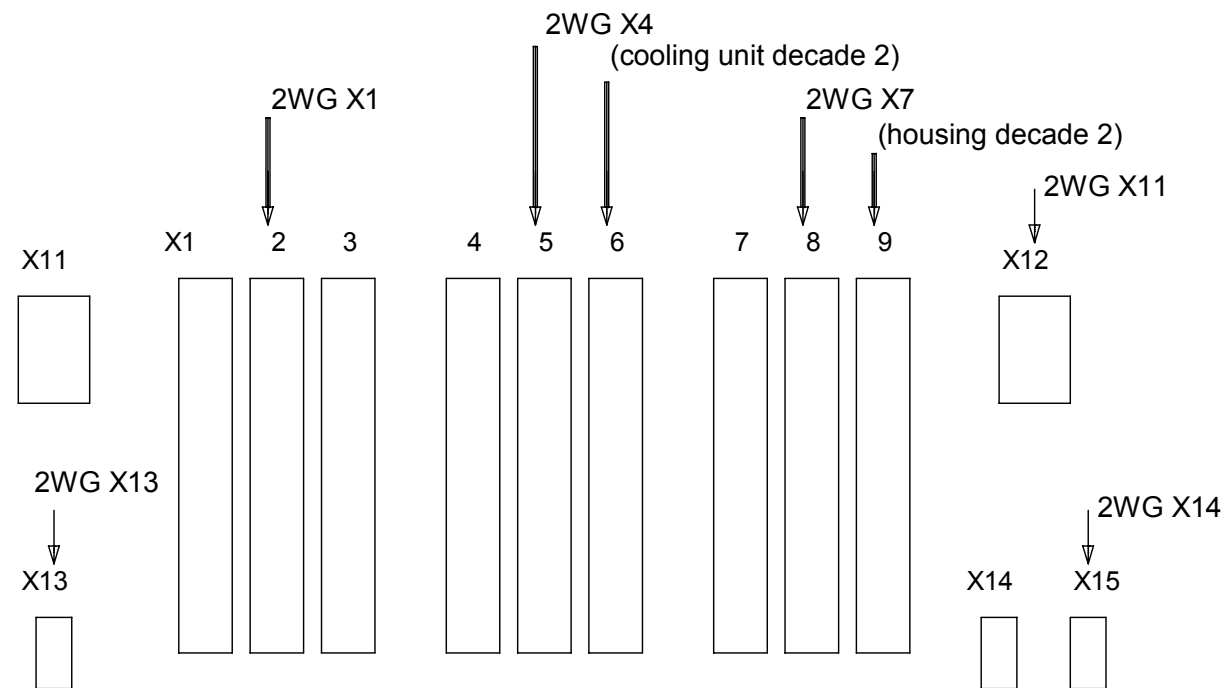 2WG X4
(cooling unit decade 2)
2WG X1
2WG X7
(housing decade 2)
2WG X11
X1 2 3 4 5 6 7 8 9
X11
X12
2WG X13
2WG X14
X13
X14
X15